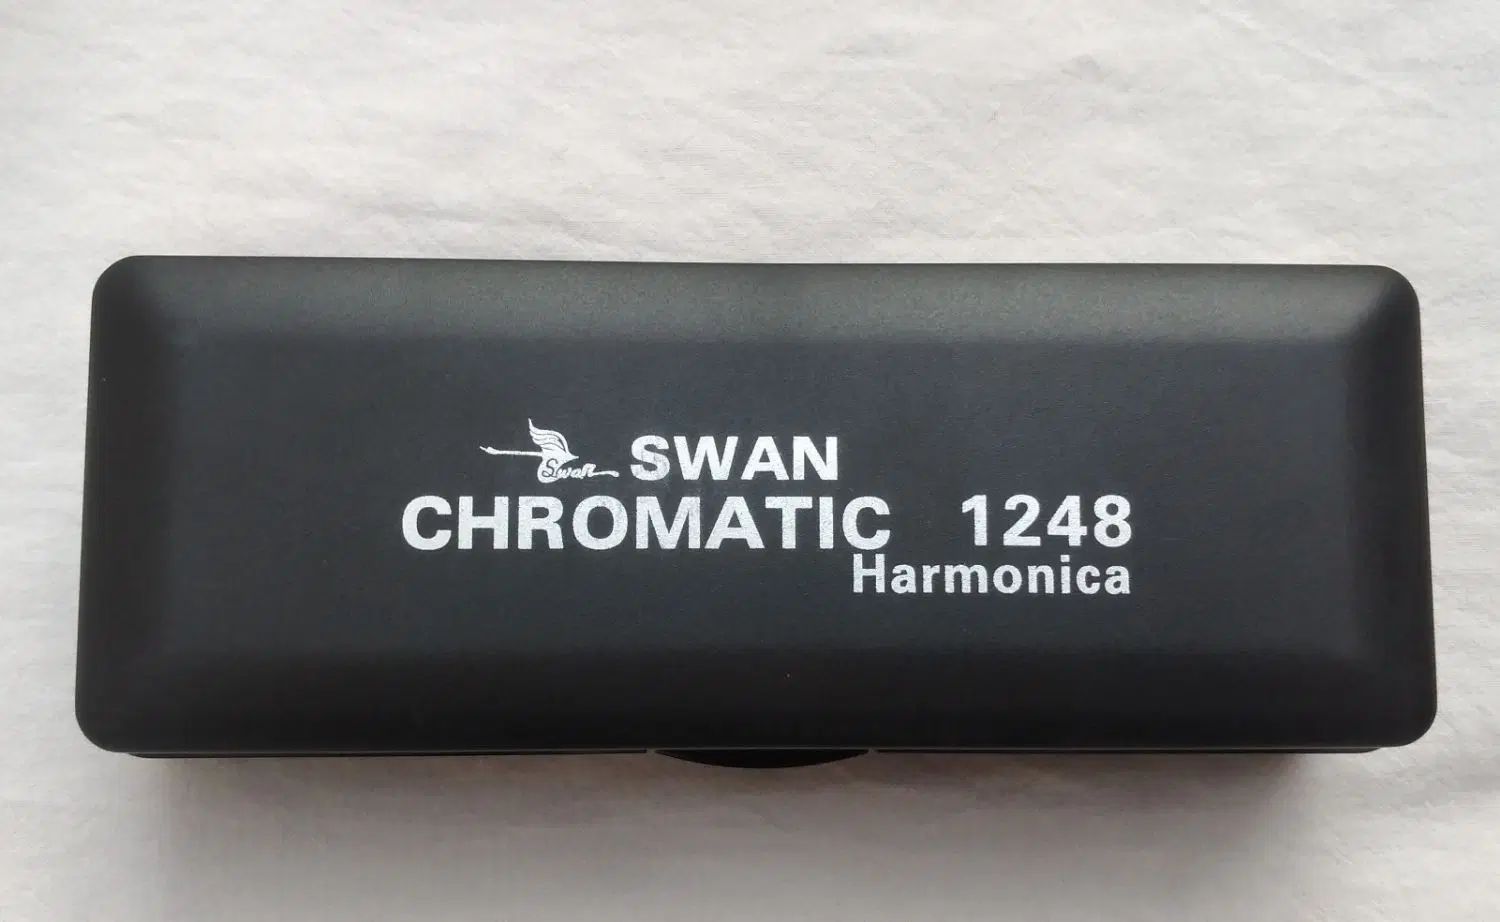 Swan SWAN
CHROMATIC 1248
Harmonica